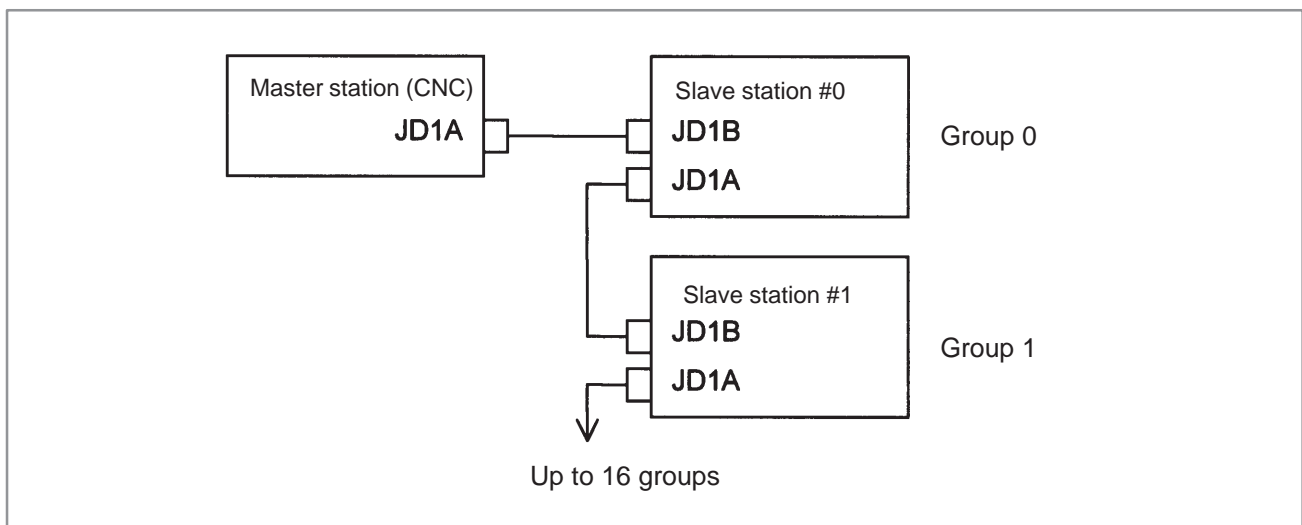 Master station (CNC)
JD1A
Slave station #0
JD1B
JD1A
Group 0
Slave station #1
JD1B
JD1A
Group 1
Up to 16 groups